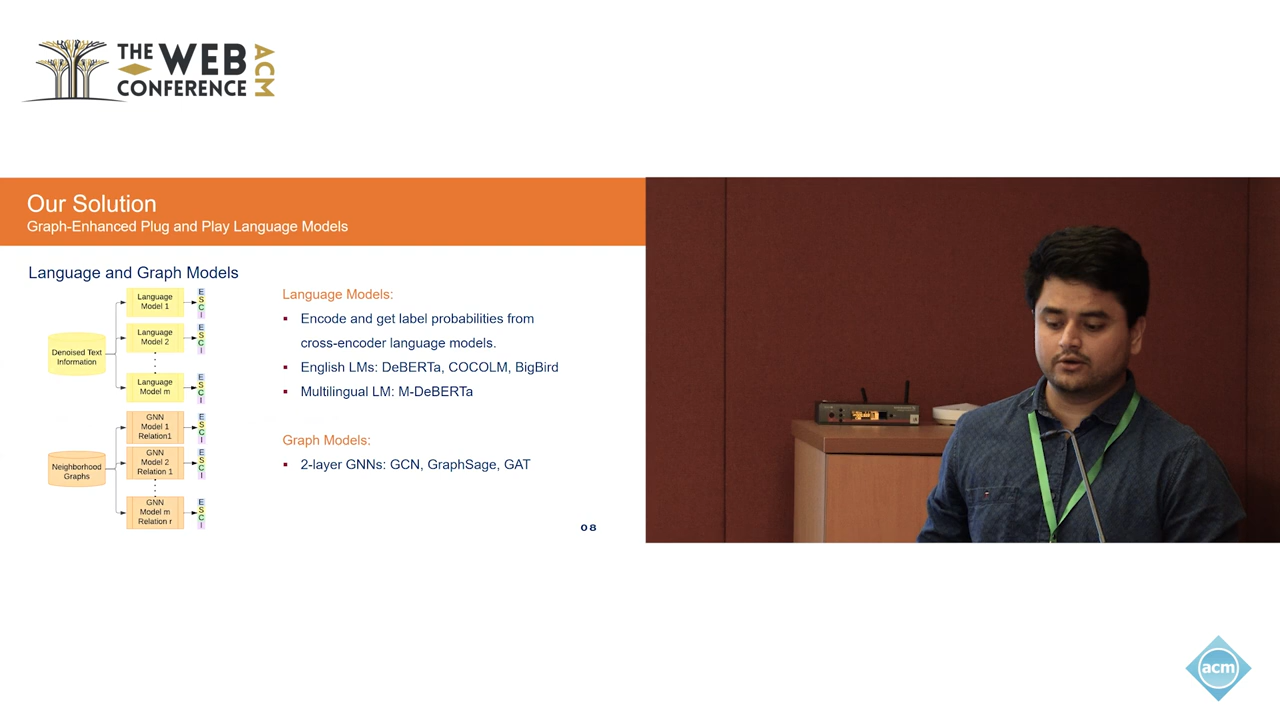 THE WEB
CONFERENCE
ACM
Our Solution
Graph-Enhanced Plug and Play Language Models
Language and Graph Models
Denoised Text
Information
Language
Model 1
E
S
C
I
Language
Model 2
E
S
C
I
Language
Model m
E
S
C
I
Neighborhood
Graphs
GNN
Model 1
Relation1
E
S
C
I
GNN
Model 2
Relation 1
E
S
C
I
GNN
Model m
Relation r
E
S
C
I
Language Models:
▪ Encode and get label probabilities from
cross-encoder language models.
▪ English LMs: DeBERTa, COCOLM, BigBird
▪ Multilingual LM: M-DeBERTa
Graph Models:
▪ 2-layer GNNs: GCN, GraphSage, GAT
08
acm